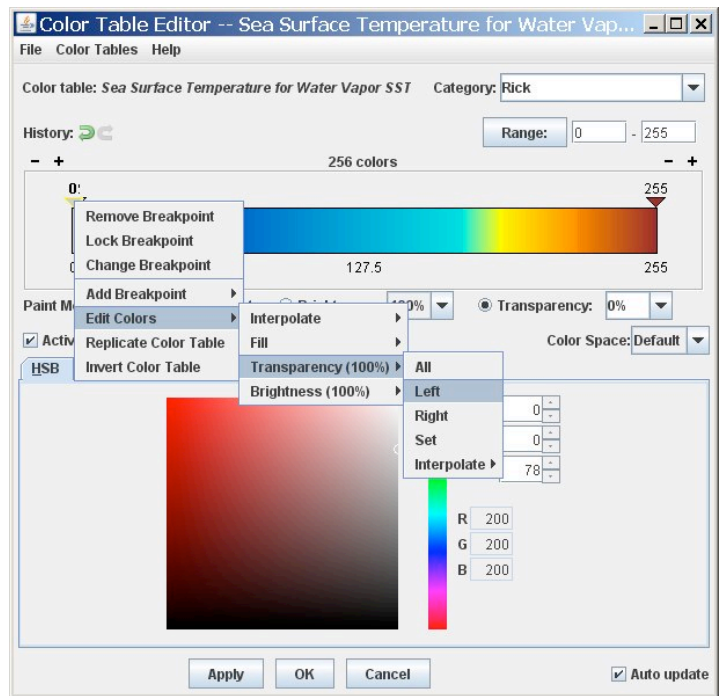 Color Table Editor -- Sea Surface Temperature for Water Vap...
File Color Tables Help
Color table: Sea Surface Temperature for Water Vapor SST Category: Rick
History: Range: 0 - 255
- + 256 colors - +
255
127.5 255
Remove Breakpoint
Lock Breakpoint
Change Breakpoint
Add Breakpoint
Edit Colors
Replicate Color Table
Invert Color Table
Interpolate
Fill
Transparency (100%)
Brightness (100%)
All
Left
Right
Set
Interpolate
Paint Transparency: 0%
Color Space: Default
HSB
0
0
78
R 200
G 200
B 200
Apply OK Cancel Auto update